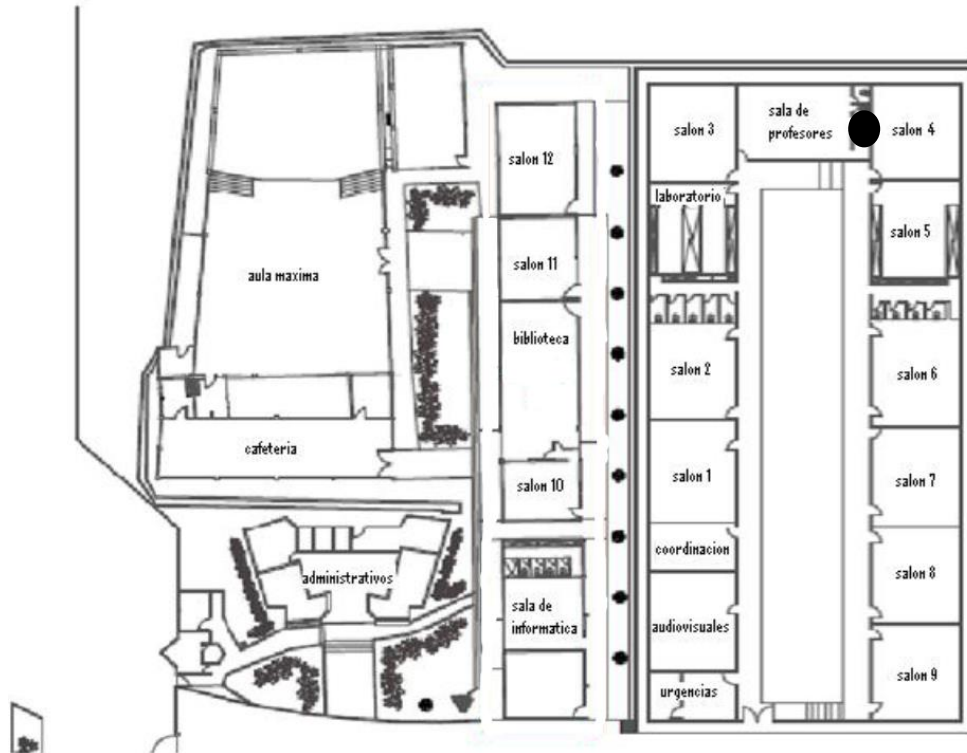 sala de
profesores
salon 3
salon 4
salon 12
laboratorio
salon 5
salon 11
aula maxima
biblioteca
salon 2
salon 6
cafeteria
salon 1
salon 7
salon 10
coordinacion
administrativos
salon 8
sala de
informatica
audiovisuales
salon 9
urgencias